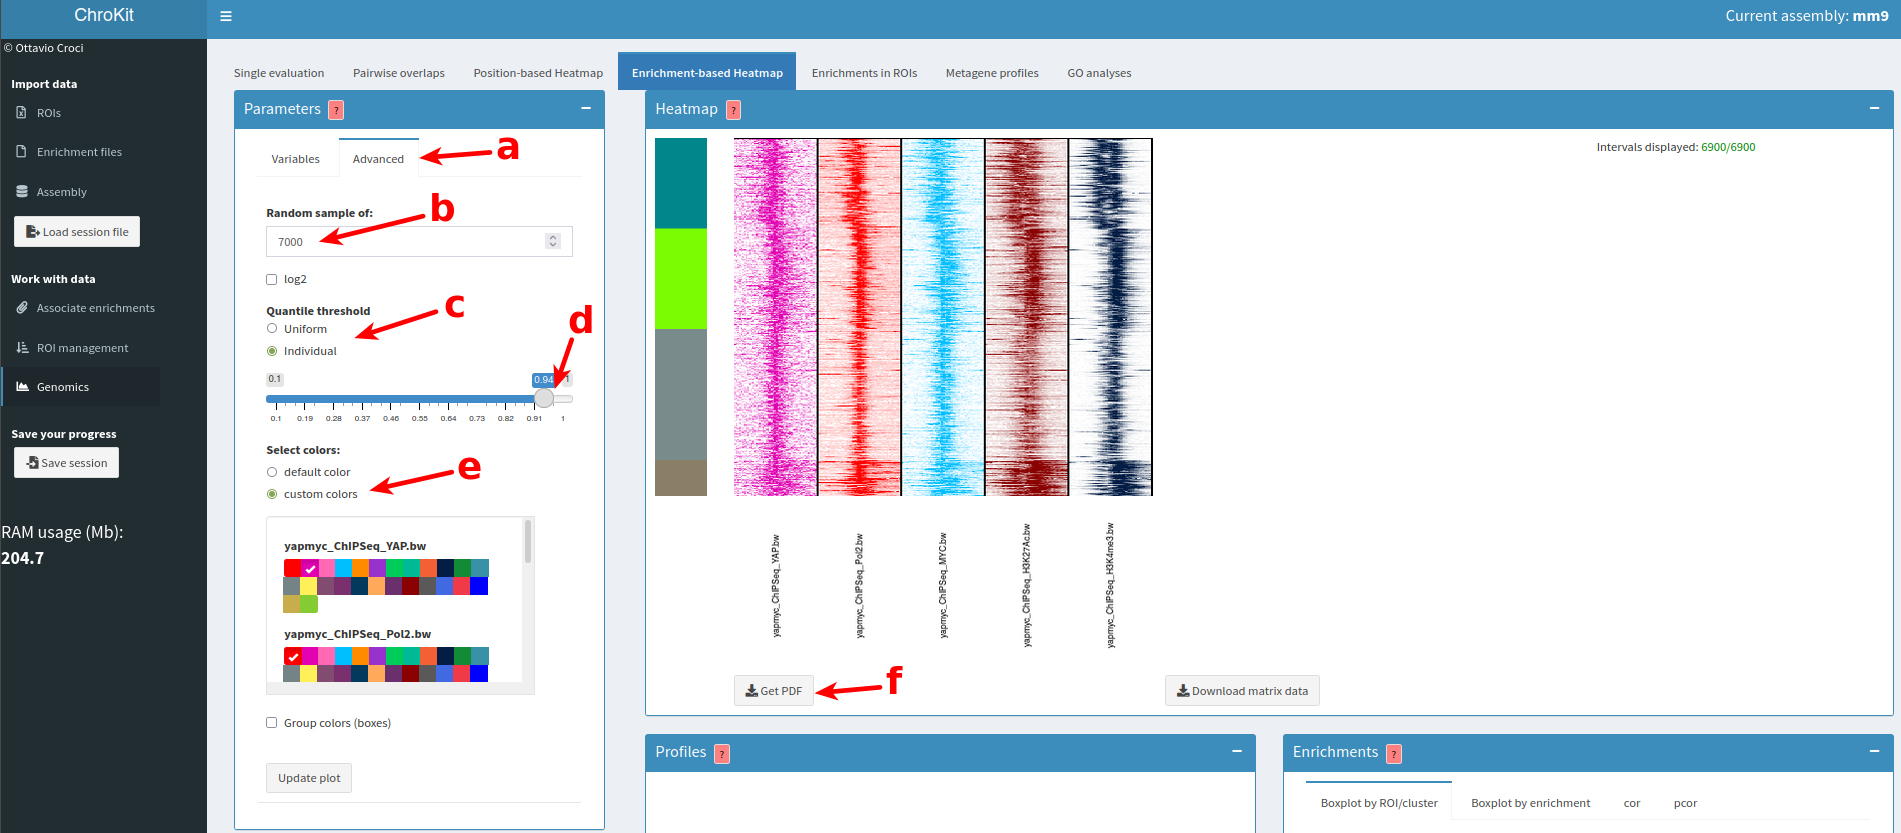 ChroKit
Current assembly: mm9
© Ottavio Croci
Import data
ROIs
Enrichment files
Assembly
Load session file
Work with data
Associate enrichments
ROI management
Genomics
Save your progress
Save session
RAM usage (Mb):
204.7
Single evaluation
Pairwise overlaps
Position-based Heatmap
Enrichment-based Heatmap
Enrichments in ROIs
Metagene profiles
GO analyses
Parameters ?
Variables
Advanced
a
Random sample of:
b
7000
log2
Quantile threshold
c
Uniform
Individual
d
0.1
0.94
1
0.1 0.19 0.28 0.37 0.46 0.55 0.64 0.73 0.82 0.91 1
Select colors:
default color
e
custom colors
yapmyc_ChIPSeq_YAP.bw
yapmyc_ChIPSeq_Pol2.bw
Group colors (boxes)
Update plot
Heatmap ?
Intervals displayed: 6900/6900
yapmyc_ChIPSeq_YAP.bw
yapmyc_ChIPSeq_Pol2.bw
yapmyc_ChIPSeq_MYC.bw
yapmyc_ChIPSeq_H3K27Ac.bw
yapmyc_ChIPSeq_H3K4me3.bw
Get PDF
f
Download matrix data
Profiles ?
Enrichments ?
Boxplot by ROI/cluster
Boxplot by enrichment
cor
pcor